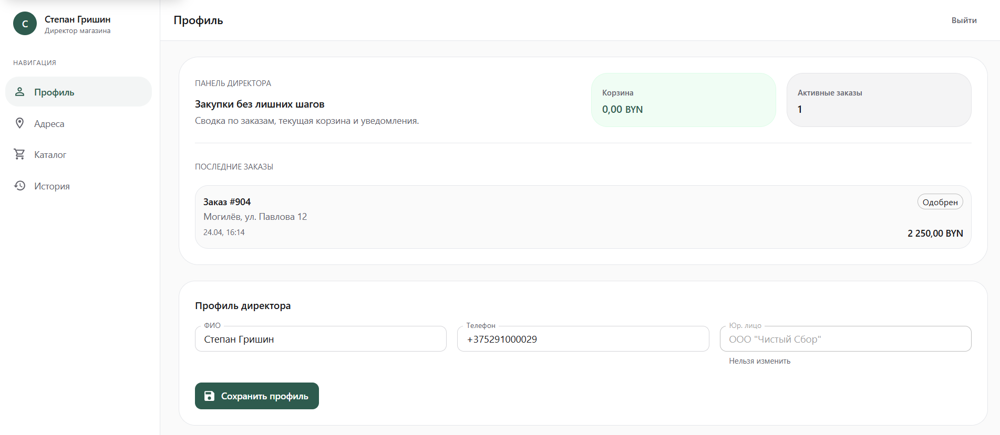 С
Степан Гришин
Директор магазина
НАВИГАЦИЯ
Профиль
Адреса
Каталог
История
Профиль
Выйти
ПАНЕЛЬ ДИРЕКТОРА
Закупки без лишних шагов
Сводка по заказам, текущая корзина и уведомления.
Корзина
0,00 BYN
Активные заказы
1
ПОСЛЕДНИЕ ЗАКАЗЫ
Заказ #904
Одобрен
Могилёв, ул. Павлова 12
24.04, 16:14
2 250,00 BYN
Профиль директора
ФИО
Степан Гришин
Телефон
+375291000029
Юр. лицо
ООО "Чистый Сбор"
Нельзя изменить
Сохранить профиль